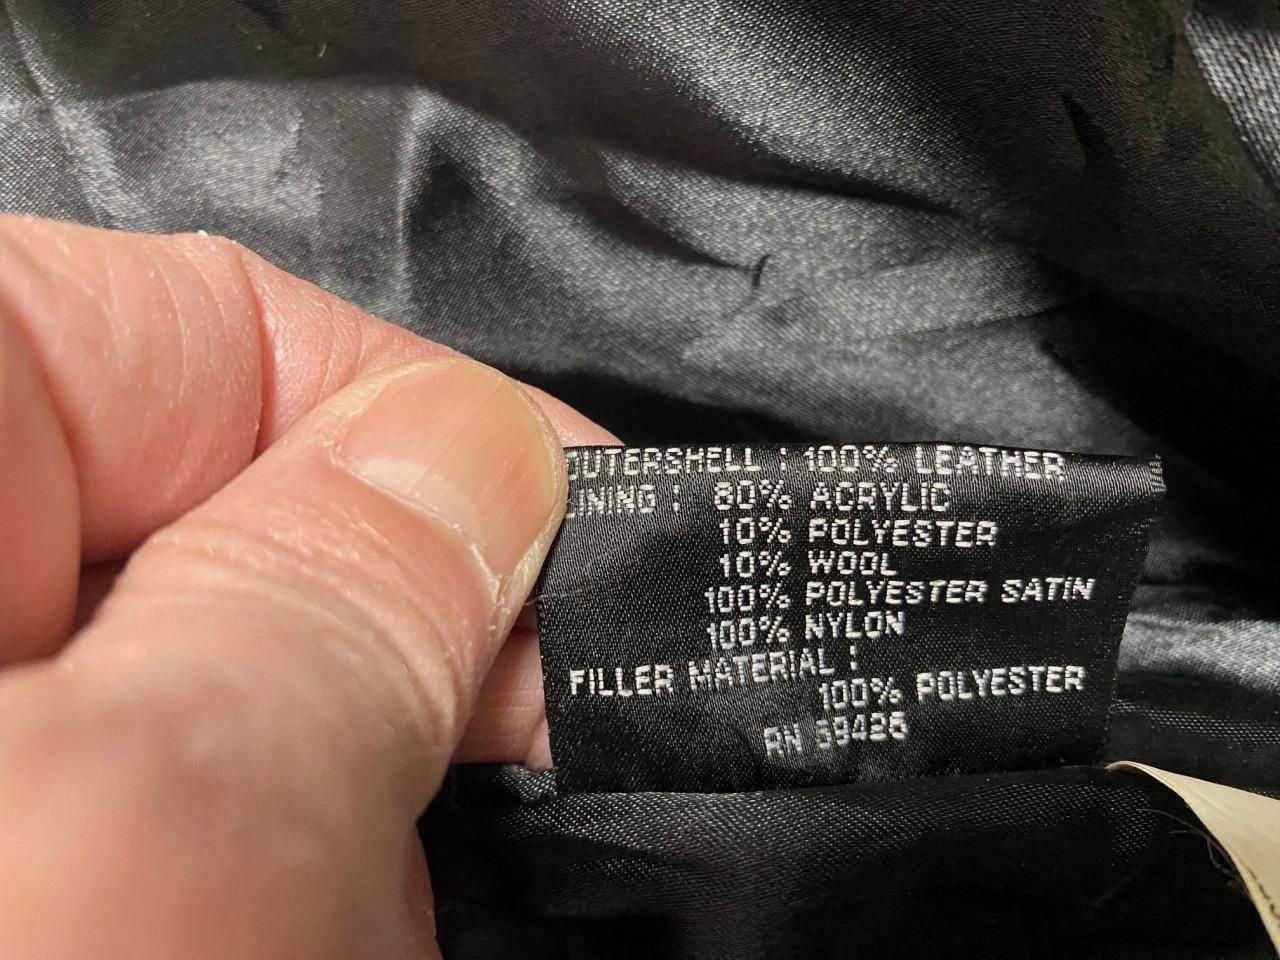 OUTERSHELL : 100% LEATHER
LINING : 80% ACRYLIC
10% POLYESTER
10% WOOL
100% POLYESTER SATIN
100% NYLON
FILLER MATERIAL :
100% POLYESTER
RN